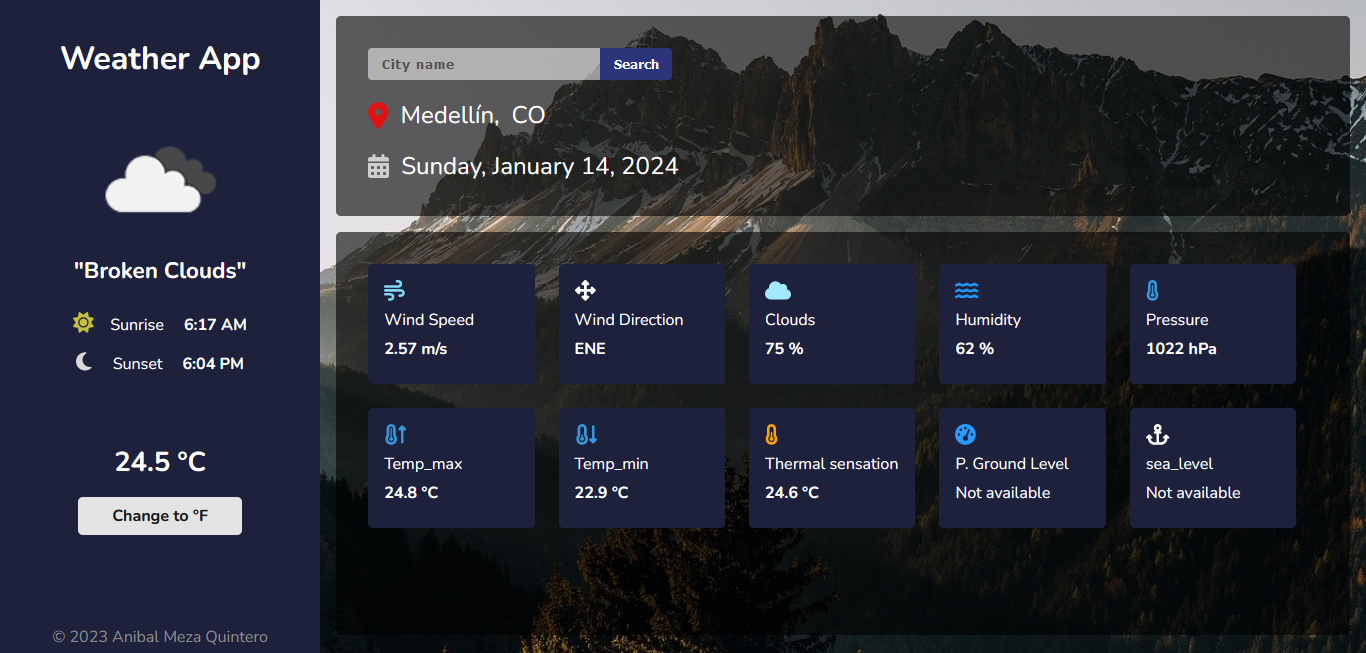 Weather App
"Broken Clouds"
Sunrise 6:17 AM
Sunset 6:04 PM
24.5 °C
Change to °F
© 2023 Anibal Meza Quintero
City name
Search
Medellín, CO
Sunday, January 14, 2024
Wind Speed
2.57 m/s
Wind Direction
ENE
Clouds
75 %
Humidity
62 %
Pressure
1022 hPa
Temp_max
24.8 °C
Temp_min
22.9 °C
Thermal sensation
24.6 °C
P. Ground Level
Not available
sea_level
Not available